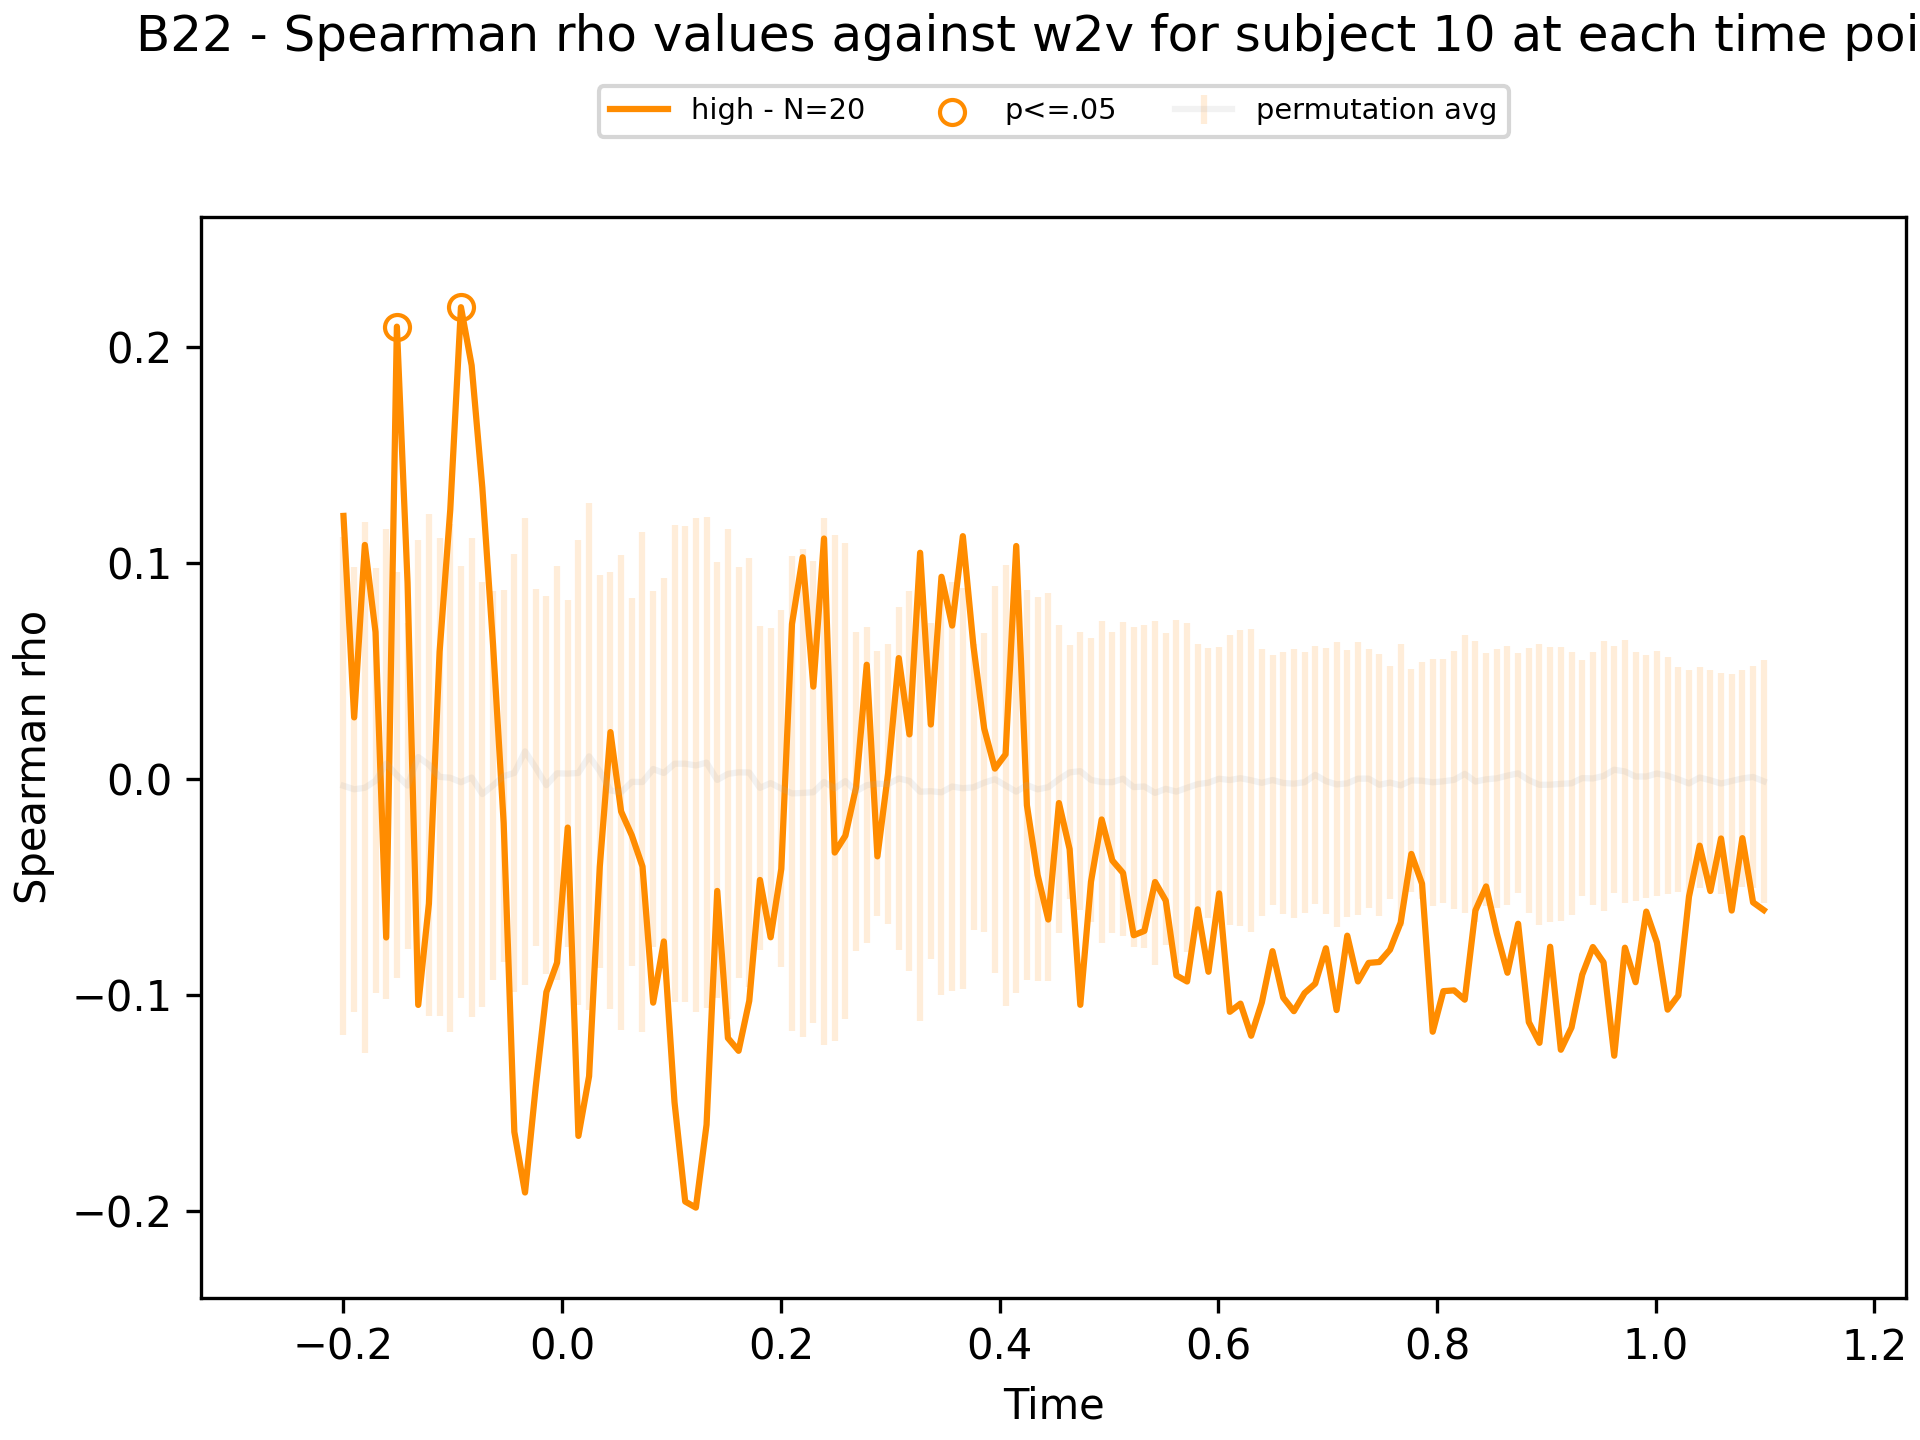 B22 - Spearman rho values against w2v for subject 10 at each time poi
high - N=20 p<=.05 permutation avg
Spearman rho
0.2
0.1
0.0
−0.1
−0.2
−0.2 0.0 0.2 0.4 0.6 0.8 1.0 1.2
Time